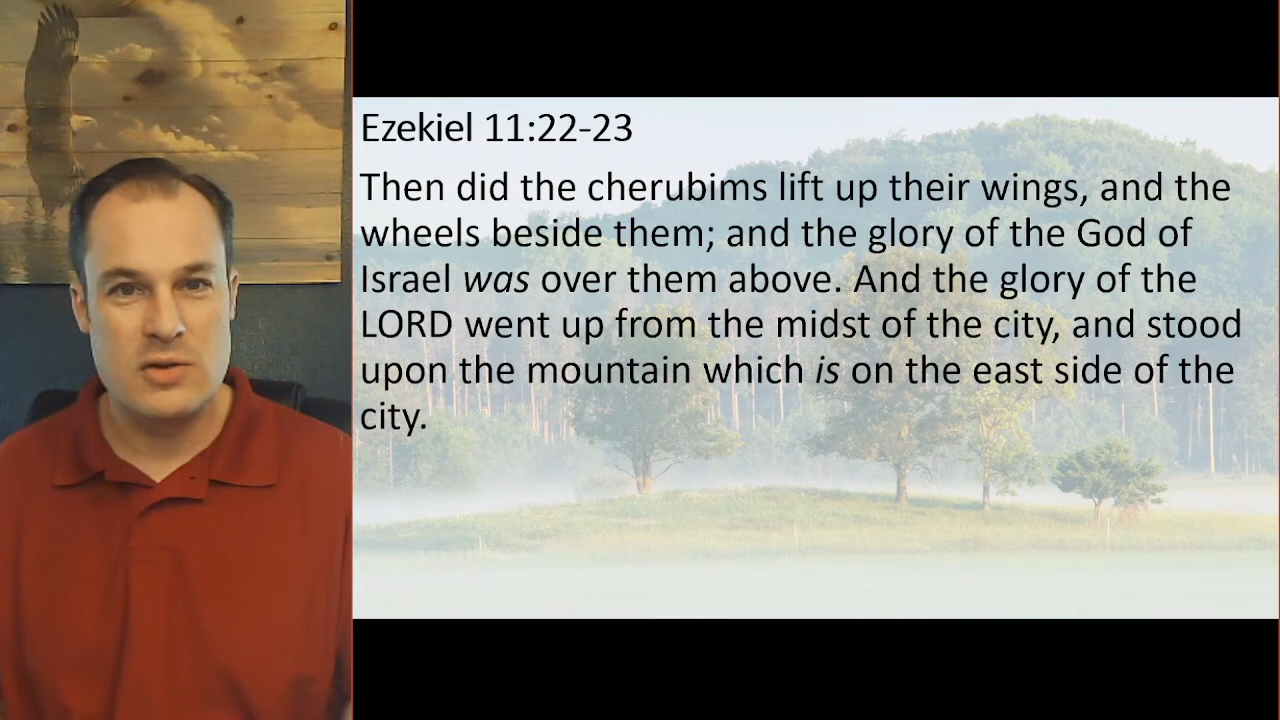 Ezekiel 11:22-23
Then did the cherubims lift up their wings, and the
wheels beside them; and the glory of the God of
Israel was over them above. And the glory of the
LORD went up from the midst of the city, and stood
upon the mountain which is on the east side of the
city.